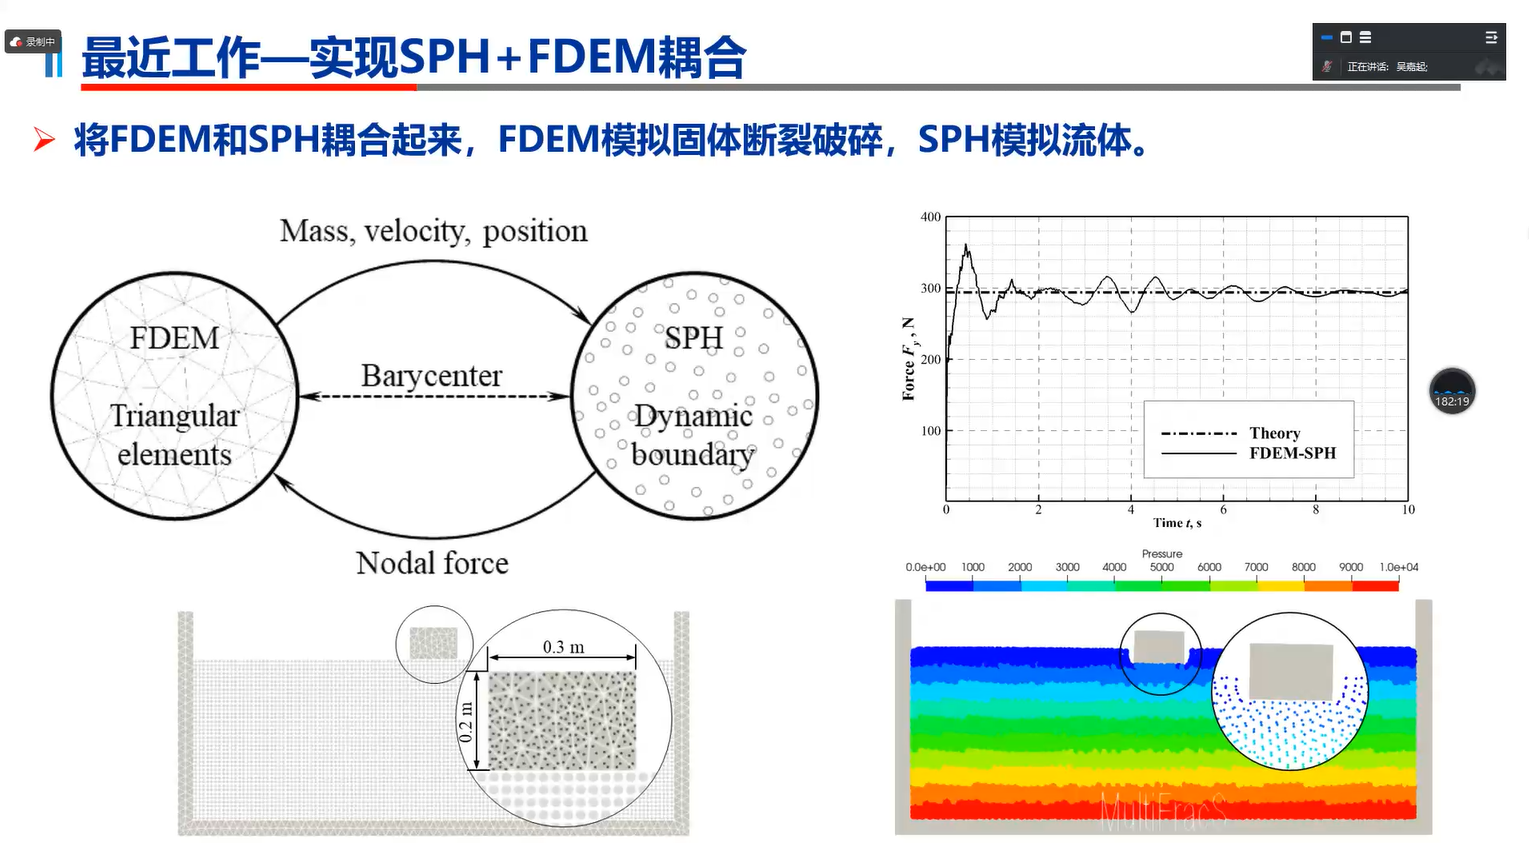 录制中
最近工作—实现SPH+FDEM耦合
正在讲话: 吴嘉起;
将FDEM和SPH耦合起来，FDEM模拟固体断裂破碎，SPH模拟流体。
Mass, velocity, position
FDEM
Triangular
elements
Barycenter
SPH
Dynamic
boundary
Nodal force
400
300
200
100
Force Fy, N
0 2 4 6 8 10
Time t, s
Theory
FDEM-SPH
182:19
0.3 m
0.2 m
Pressure
0.0e+00 1000 2000 3000 4000 5000 6000 7000 8000 9000 1.0e+04
MultiFracS